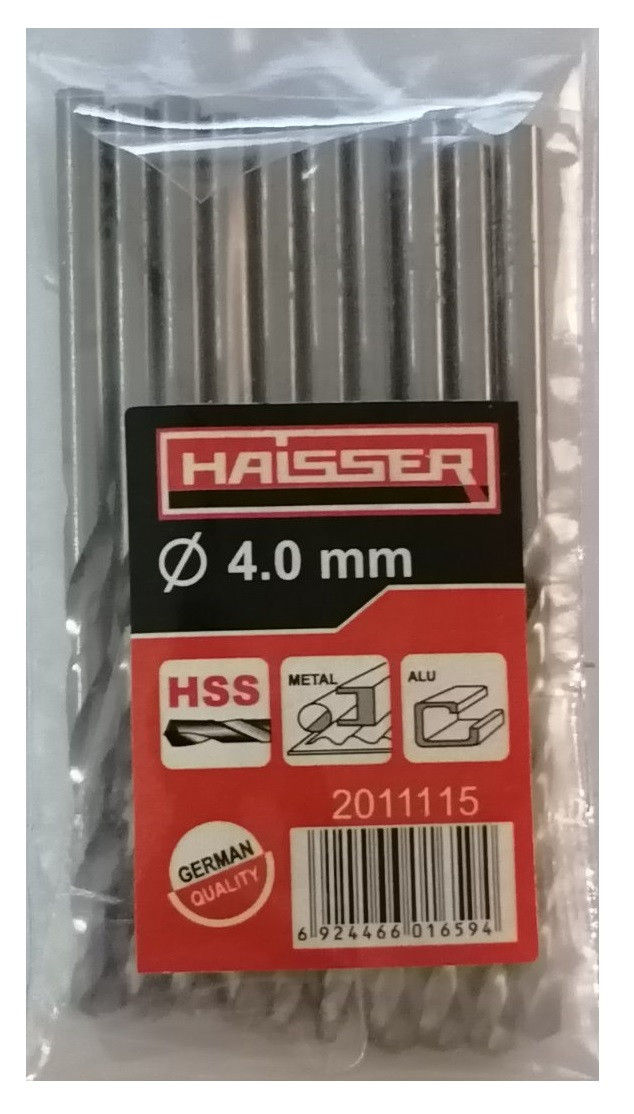 HAISSER
Ø 4.0 mm
HSS
METAL
ALU
2011115
GERMAN
QUALITY
6 924466 016594